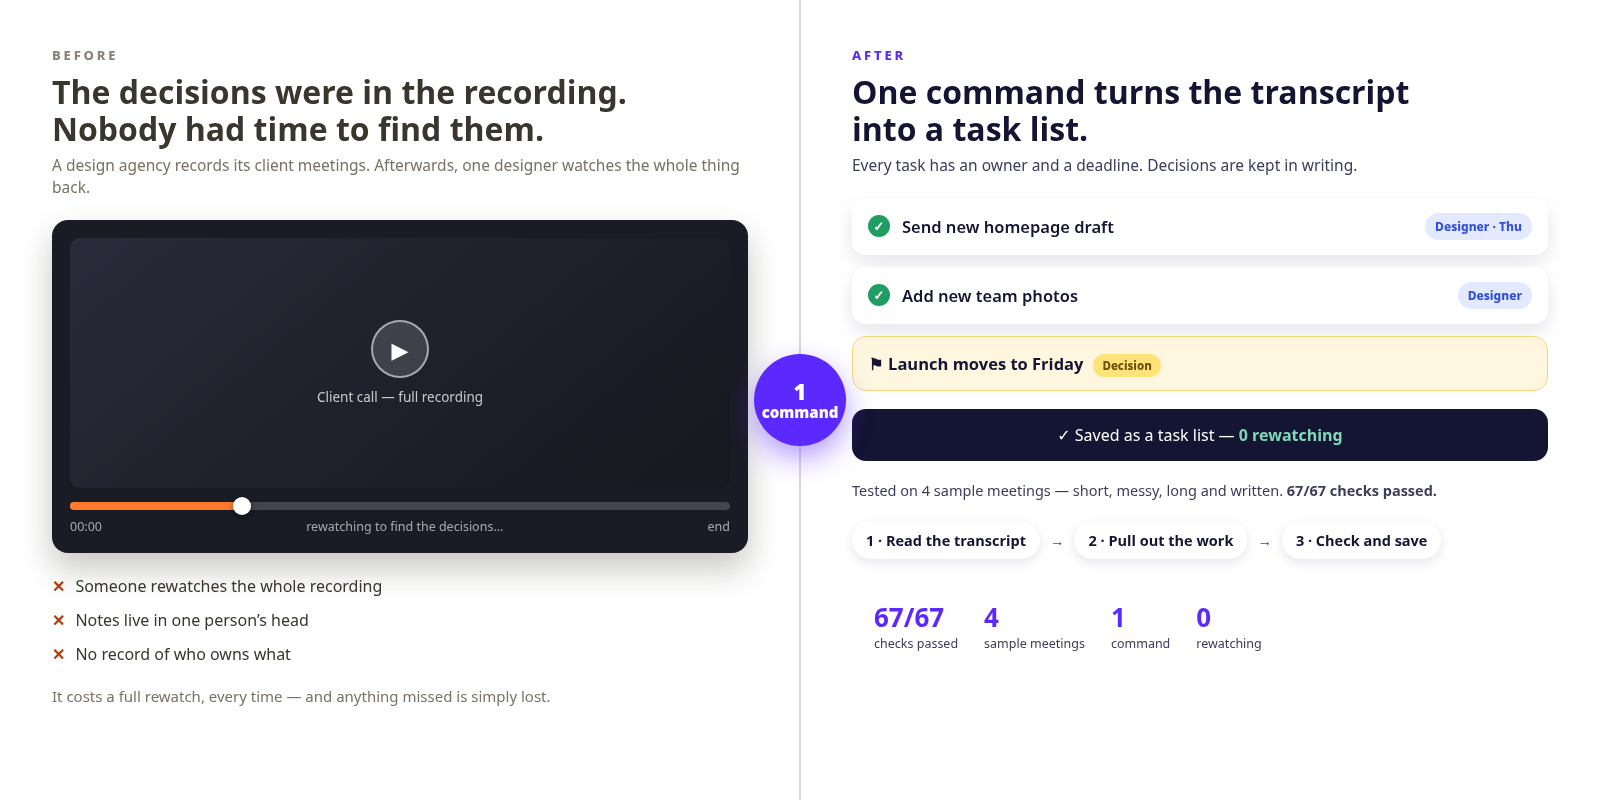 BEFORE
The decisions were in the recording.
Nobody had time to find them.
A design agency records its client meetings. Afterwards, one designer watches the whole thing
back.
▶
Client call — full recording
00:00 rewatching to find the decisions... end
✕ Someone rewatches the whole recording
✕ Notes live in one person’s head
✕ No record of who owns what
It costs a full rewatch, every time — and anything missed is simply lost.
1
command
AFTER
One command turns the transcript
into a task list.
Every task has an owner and a deadline. Decisions are kept in writing.
✓ Send new homepage draft Designer · Thu
✓ Add new team photos Designer
⚑ Launch moves to Friday Decision
✓ Saved as a task list — 0 rewatching
Tested on 4 sample meetings — short, messy, long and written. 67/67 checks passed.
1 · Read the transcript → 2 · Pull out the work → 3 · Check and save
67/67 4 1 0
checks passed sample meetings command rewatching